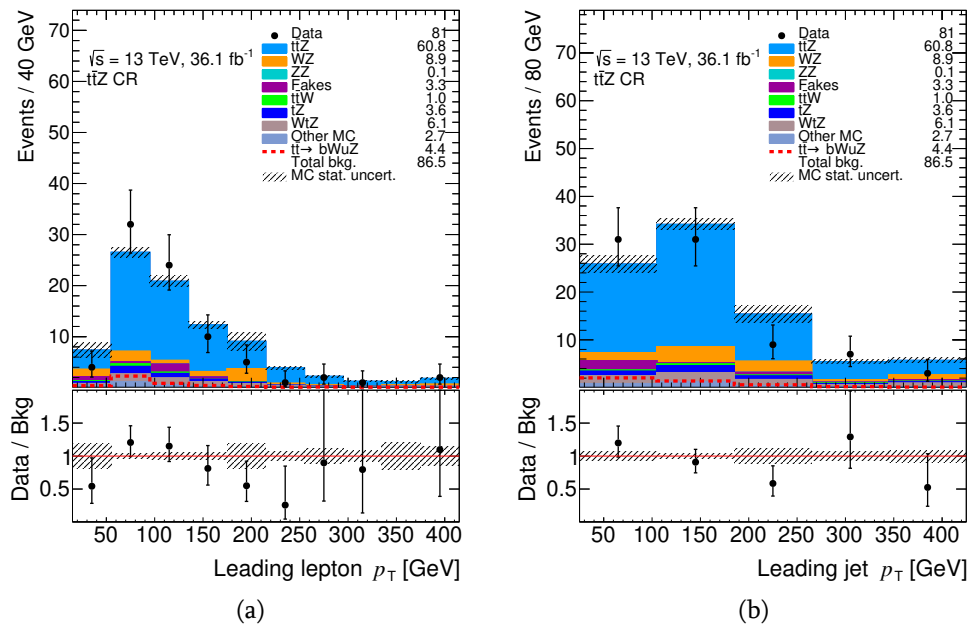 Events / 40 GeV
70
60
50
40
30
20
10
√s = 13 TeV, 36.1 fb⁻¹
tt̄Z CR
Data 81
tt̄Z 60.8
WZ 8.9
ZZ 0.1
Fakes 3.3
tt̄W 1.0
tZ 3.6
WtZ 6.1
Other MC 2.7
tt→ bWuZ 4.4
Total bkg. 86.5
MC stat. uncert.
Data / Bkg
1.5
1
0.5
50 100 150 200 250 300 350 400
Leading lepton pT [GeV]
(a)
Events / 80 GeV
70
60
50
40
30
20
10
√s = 13 TeV, 36.1 fb⁻¹
tt̄Z CR
Data 81
tt̄Z 60.8
WZ 8.9
ZZ 0.1
Fakes 3.3
tt̄W 1.0
tZ 3.6
WtZ 6.1
Other MC 2.7
tt→ bWuZ 4.4
Total bkg. 86.5
MC stat. uncert.
Data / Bkg
1.5
1
0.5
50 100 150 200 250 300 350 400
Leading jet pT [GeV]
(b)